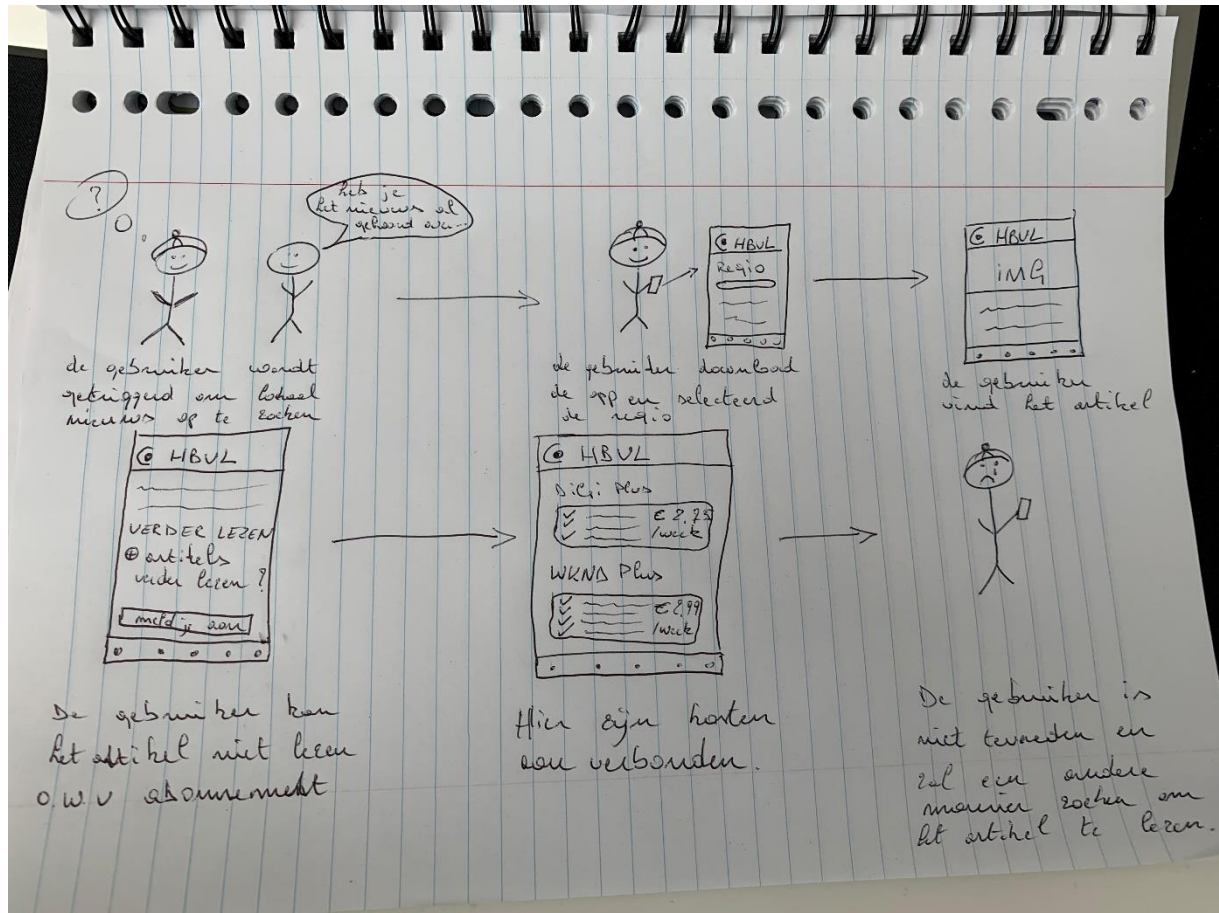 ?
heb je
het nieuws al
gehoord over...
de gebruiker wordt
getriggerd om lokaal
nieuws op te zoeken
HBVL
Regio
de gebruiker download
de app en selecteerd
de regio
HBVL
iMG
de gebruiker
vind het artikel
HBVL
VERDER LEZEN
+ artikels
verder lezen ?
meld je aan
De gebruiker kan
het artikel niet lezen
o.w.v abonnement
HBVL
DiGi Plus
€ 2,75
/week
WKND Plus
€ 2,99
/week
Hier zijn kosten
aan verbonden.
De gebruiker is
niet tevreden en
zal een andere
manier zoeken om
het artikel te lezen.